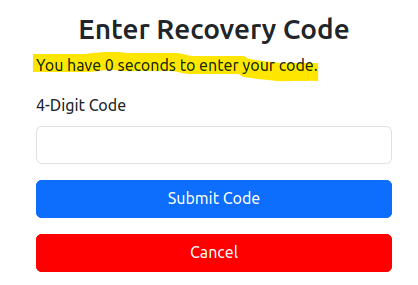 Enter Recovery Code
You have 0 seconds to enter your code.
4-Digit Code
Submit Code
Cancel